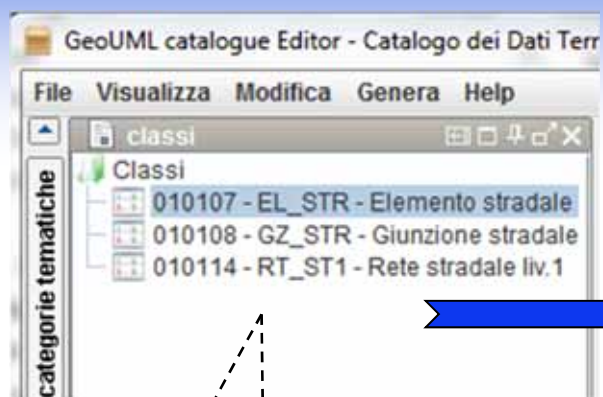 GeoUML catalogue Editor - Catalogo dei Dati Terr
File Visualizza Modifica Genera Help
classi
Classi
010107 - EL_STR - Elemento stradale
010108 - GZ_STR - Giunzione stradale
010114 - RT_ST1 - Rete stradale liv.1
categorie tematiche